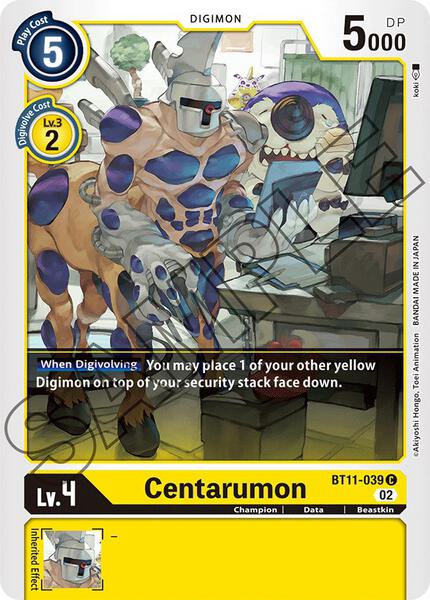 Play Cost
5
DIGIMON
DP
5000
Digivolve Cost
Lv.3
2
koki
When Digivolving You may place 1 of your other yellow
Digimon on top of your security stack face down.
©Akiyoshi Hongo, Toei Animation BANDAI MADE IN JAPAN
SAMPLE
Lv.4
Centarumon
BT11-039 C
02
Champion | Data | Beastkin
Inherited Effect
-